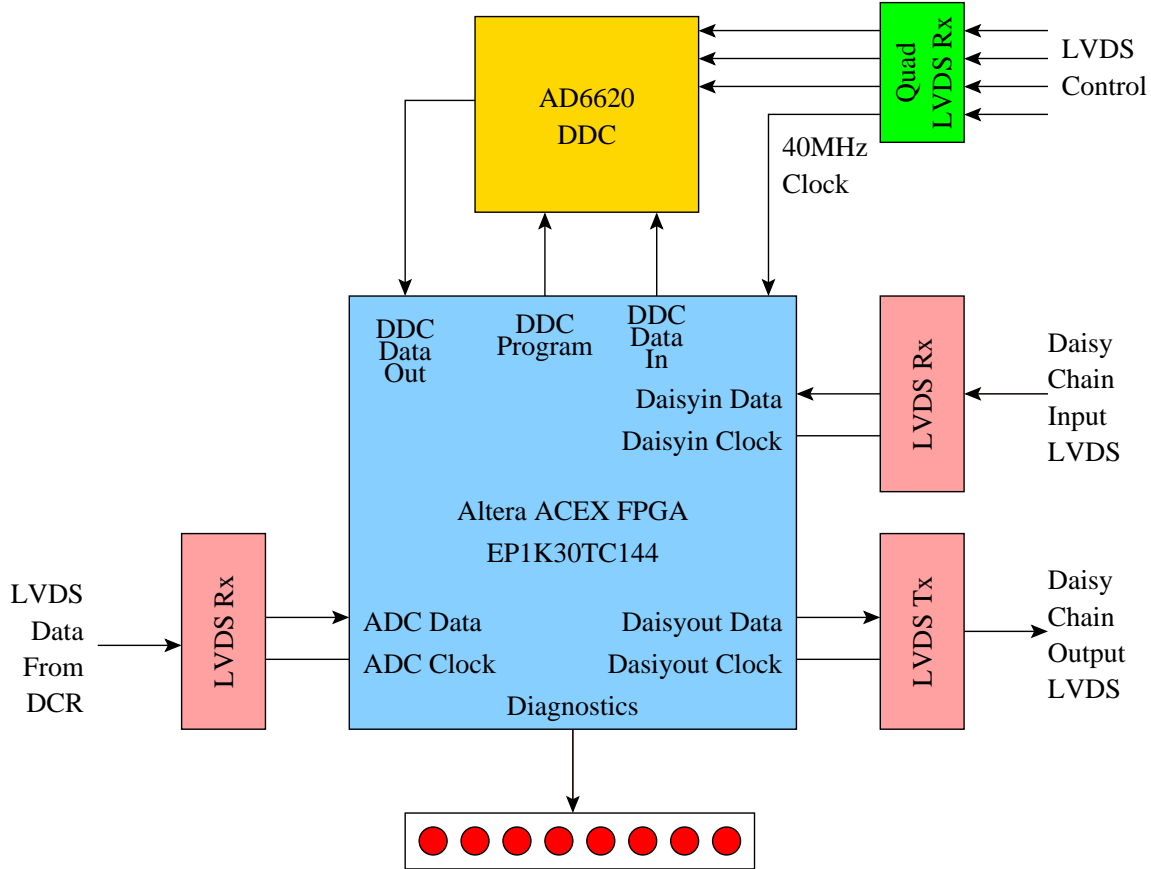 AD6620
DDC
Quad
LVDS Rx
LVDS
Control
40MHz
Clock
DDC
Data
Out
DDC
Program
DDC
Data
In
Daisyin Data
Daisyin Clock
LVDS Rx
Daisy
Chain
Input
LVDS
Altera ACEX FPGA
EP1K30TC144
LVDS
Data
From
DCR
LVDS Rx
ADC Data
ADC Clock
Daisyout Data
Dasiyout Clock
LVDS Tx
Daisy
Chain
Output
LVDS
Diagnostics